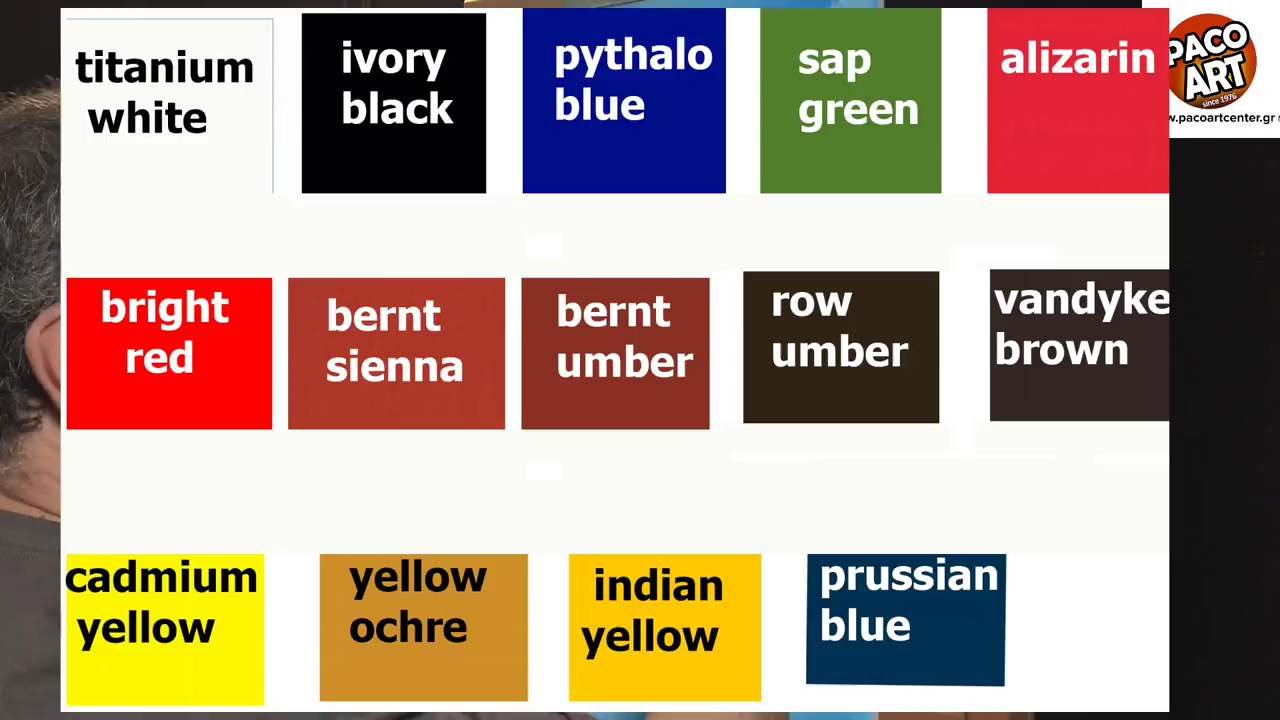 titanium
white
ivory
black
pythalo
blue
sap
green
alizarin
PACO
ART
since 1976
w.pacoartcenter.gr
bright
red
bernt
sienna
bernt
umber
row
umber
vandyke
brown
cadmium
yellow
yellow
ochre
indian
yellow
prussian
blue